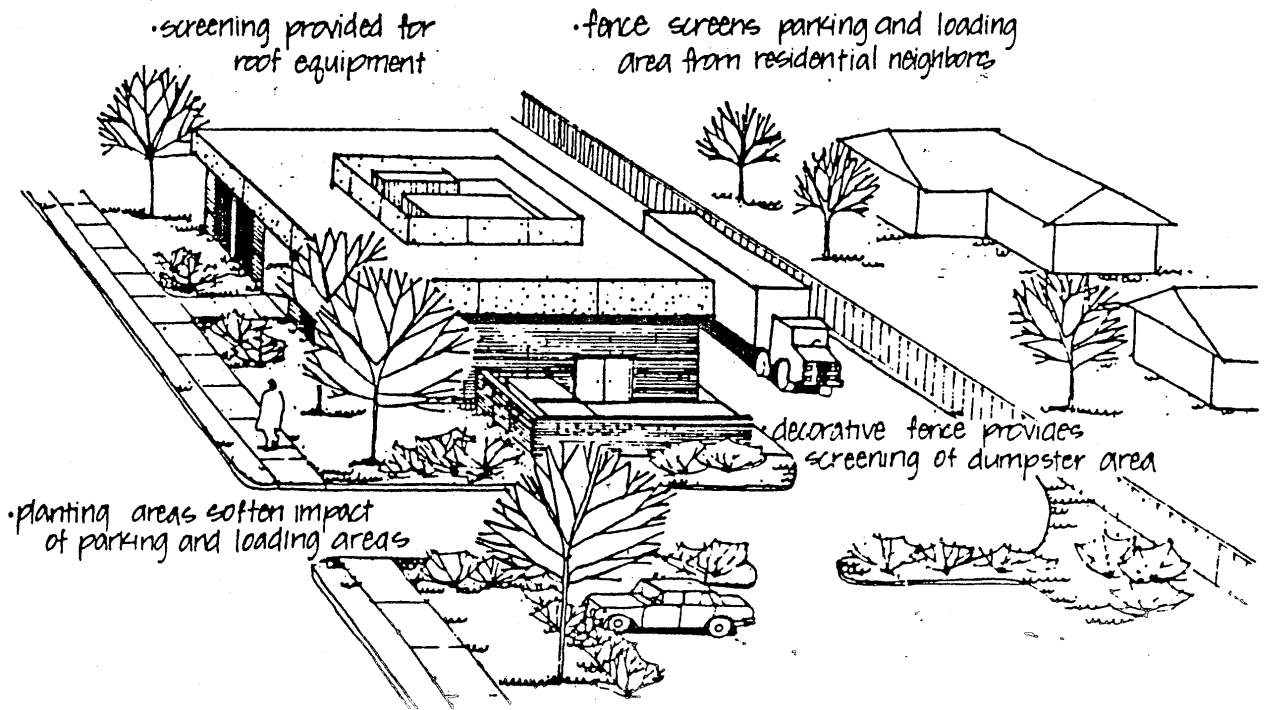 •screening provided for
roof equipment
•fence screens parking and loading
area from residential neighbors
•decorative fence provides
screening of dumpster area
•planting areas soften impact
of parking and loading areas